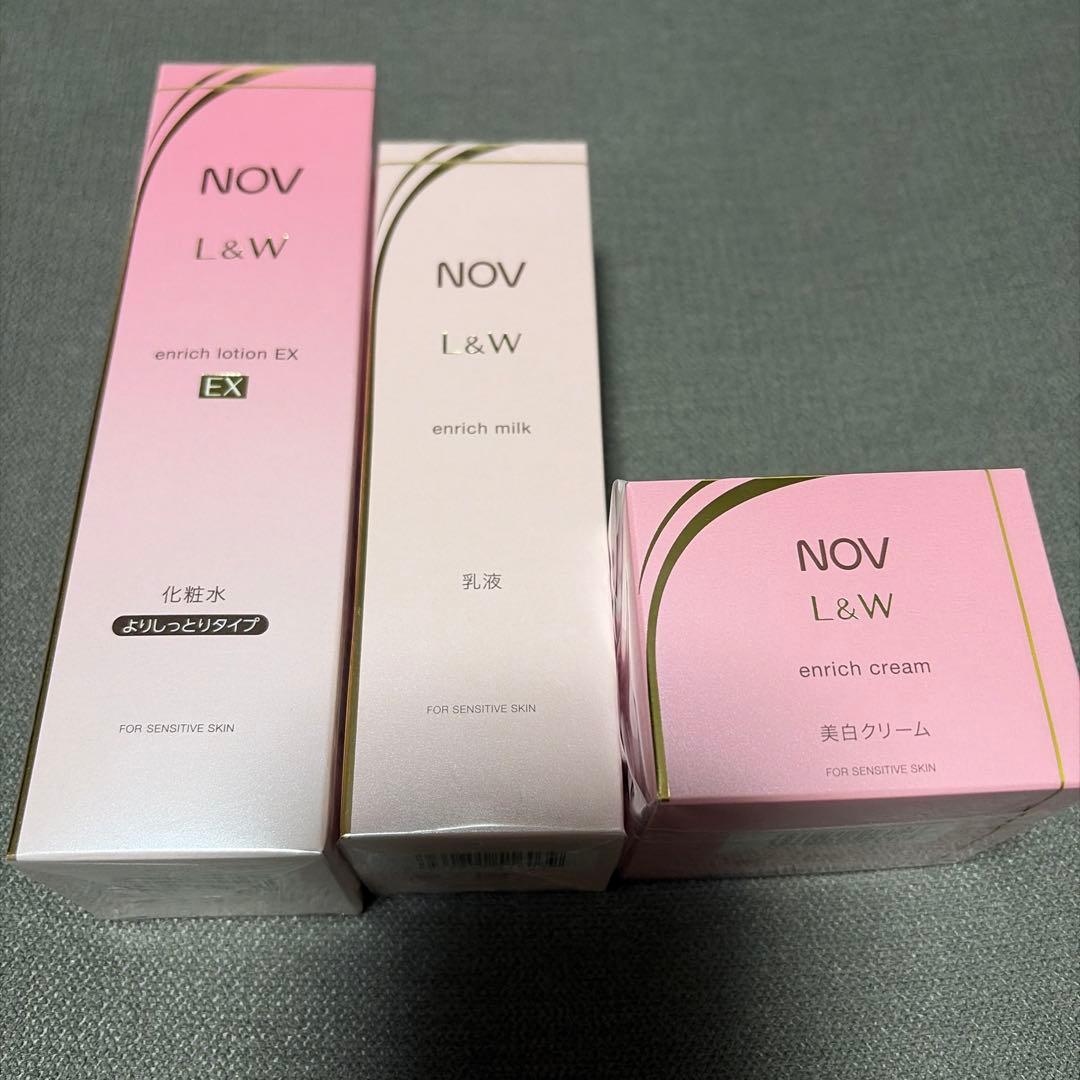 NOV
L&W
enrich lotion EX
EX
化粧水
よりしっとりタイプ
FOR SENSITIVE SKIN
NOV
L&W
enrich milk
乳液
FOR SENSITIVE SKIN
NOV
L&W
enrich cream
美白クリーム
FOR SENSITIVE SKIN